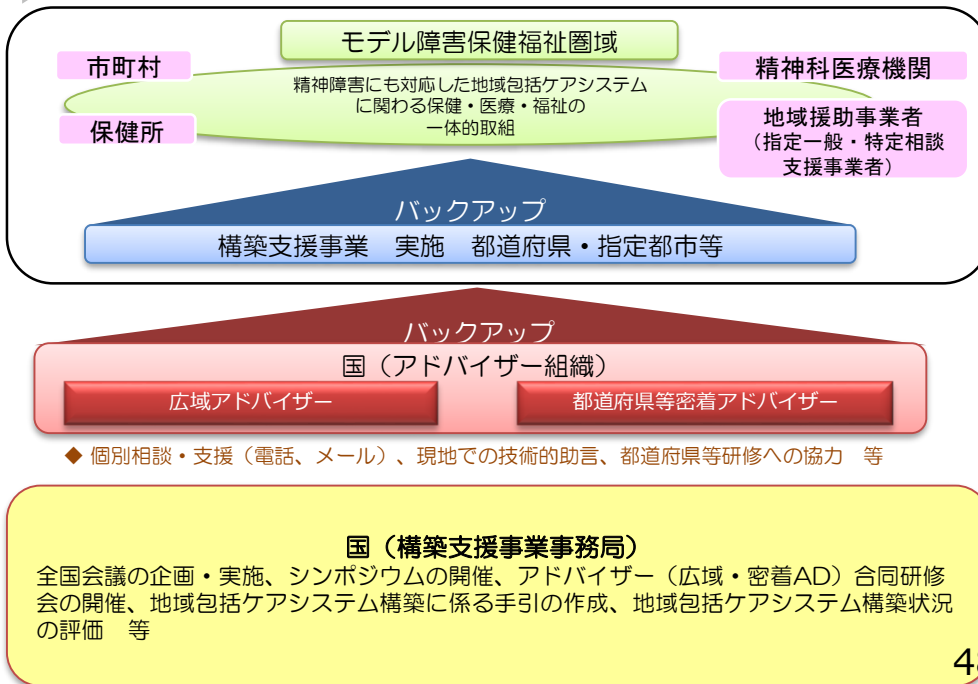 モデル障害保健福祉圏域
市町村
精神科医療機関
精神障害にも対応した地域包括ケアシステム
に関わる保健・医療・福祉の
一体的取組
保健所
地域援助事業者
（指定一般・特定相談
支援事業者）
バックアップ
構築支援事業　実施　都道府県・指定都市等
バックアップ
国（アドバイザー組織）
広域アドバイザー
都道府県等密着アドバイザー
◆ 個別相談・支援（電話、メール）、現地での技術的助言、都道府県等研修への協力　等
国（構築支援事業事務局）
全国会議の企画・実施、シンポジウムの開催、アドバイザー（広域・密着AD）合同研修
会の開催、地域包括ケアシステム構築に係る手引の作成、地域包括ケアシステム構築状況
の評価　等
4